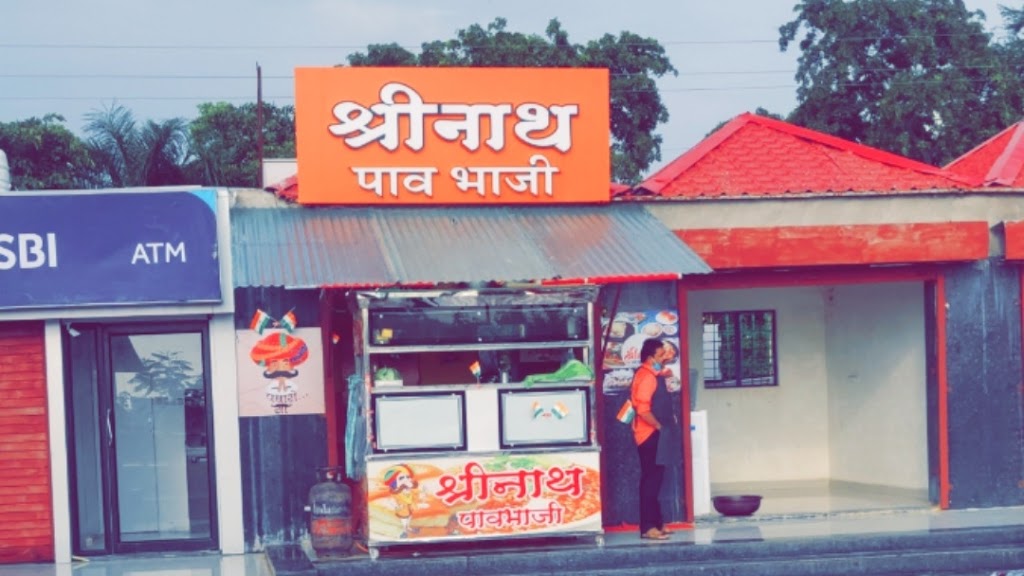 श्रीनाथ
पाव भाजी
SBI
ATM
श्रीनाथ
पावभाजी